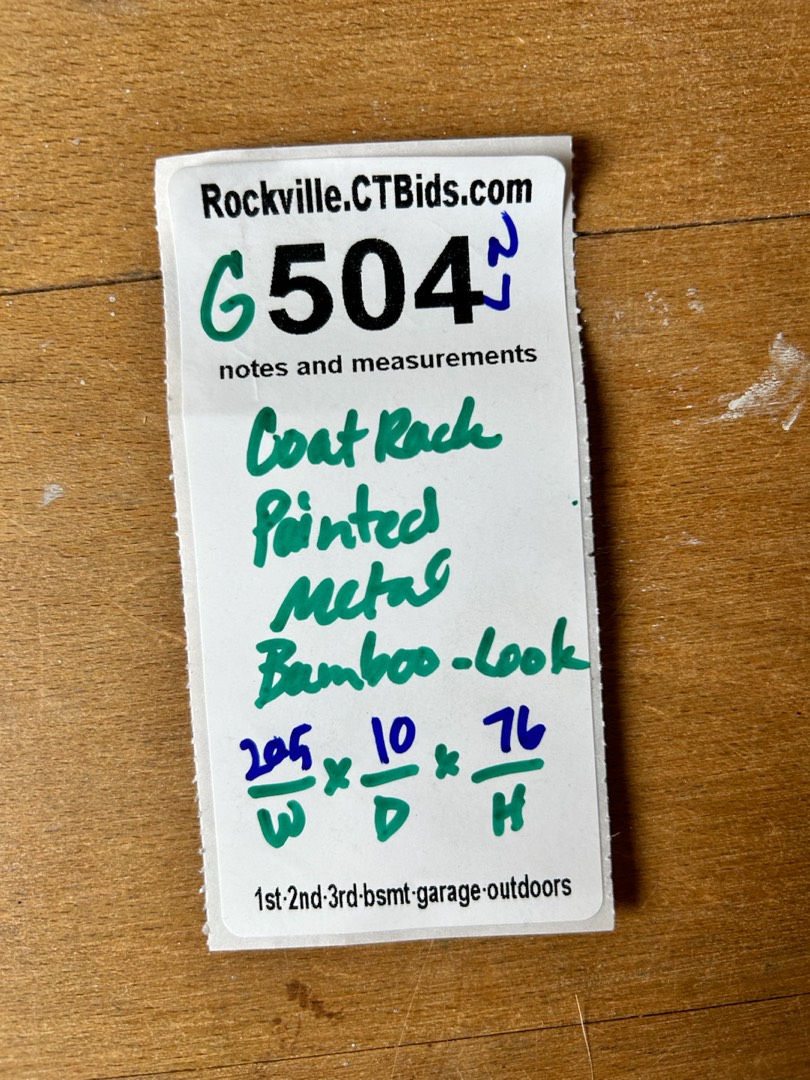 Rockville.CTBids.com
G504
notes and measurements
Coat Rack
Painted
Metal
Bamboo-Look
x 10 x 76
W D H
1st·2nd·3rd·bsmt·garage·outdoors